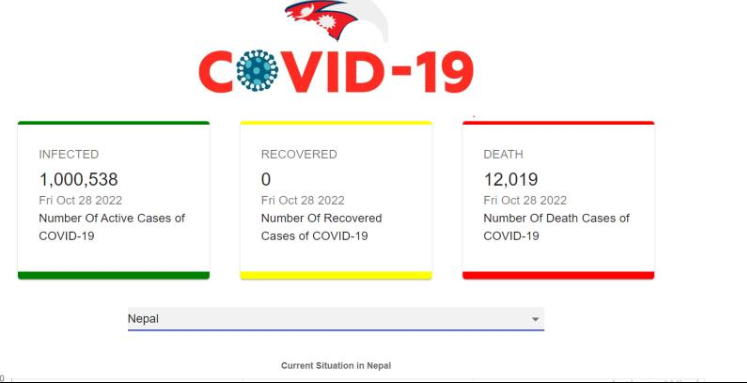 COVID-19
INFECTED
1,000,538
Fri Oct 28 2022
Number Of Active Cases of
COVID-19
RECOVERED
0
Fri Oct 28 2022
Number Of Recovered
Cases of COVID-19
DEATH
12,019
Fri Oct 28 2022
Number Of Death Cases of
COVID-19
Nepal
Current Situation in Nepal
0